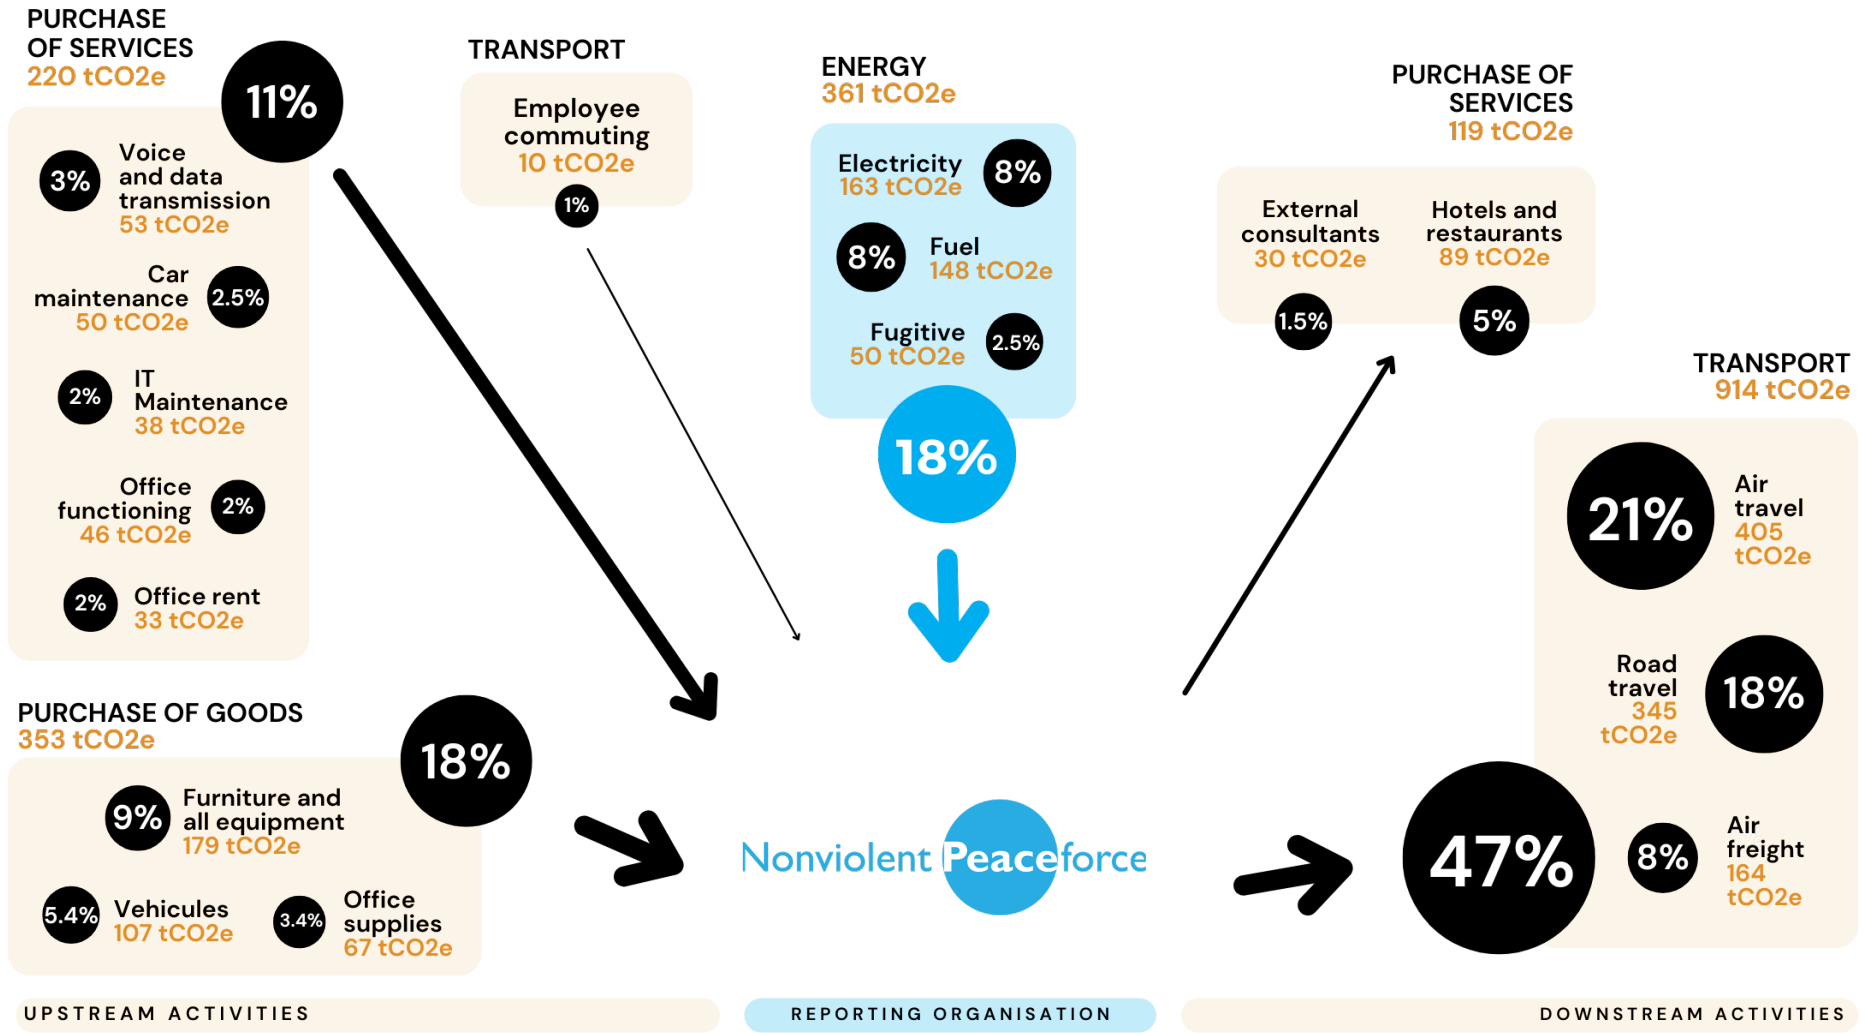 PURCHASE
OF SERVICES
220 tCO2e
11%
3%
Voice
and data
transmission
53 tCO2e
Car
maintenance
50 tCO2e
2.5%
2%
IT
Maintenance
38 tCO2e
Office
functioning
46 tCO2e
2%
2%
Office rent
33 tCO2e
PURCHASE OF GOODS
353 tCO2e
18%
9%
Furniture and
all equipment
179 tCO2e
5.4%
Vehicules
107 tCO2e
3.4%
Office
supplies
67 tCO2e
TRANSPORT
Employee
commuting
10 tCO2e
1%
ENERGY
361 tCO2e
Electricity
163 tCO2e
8%
8%
Fuel
148 tCO2e
Fugitive
50 tCO2e
2.5%
18%
Nonviolent Peaceforce
PURCHASE OF
SERVICES
119 tCO2e
External
consultants
30 tCO2e
1.5%
Hotels and
restaurants
89 tCO2e
5%
TRANSPORT
914 tCO2e
21%
Air
travel
405
tCO2e
Road
travel
345
tCO2e
18%
47%
8%
Air
freight
164
tCO2e
UPSTREAM ACTIVITIES
REPORTING ORGANISATION
DOWNSTREAM ACTIVITIES